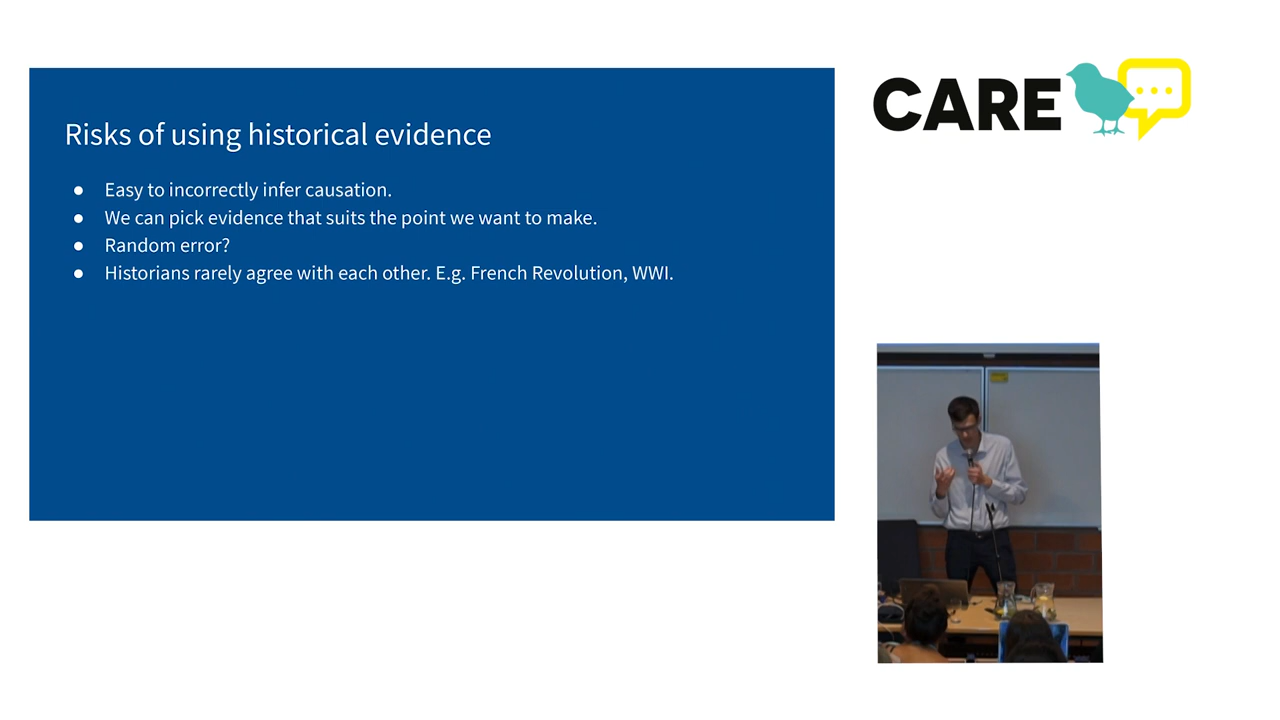 CARE
Risks of using historical evidence
● Easy to incorrectly infer causation.
● We can pick evidence that suits the point we want to make.
● Random error?
● Historians rarely agree with each other. E.g. French Revolution, WWI.